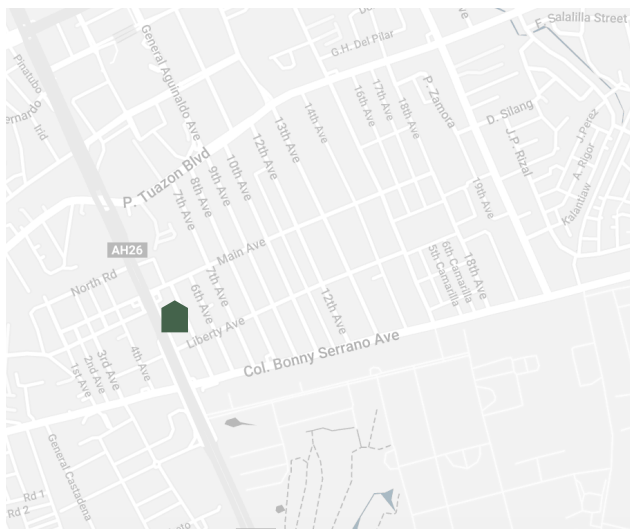 E. Salalilla Street
General Aguinaldo Ave
G.H. Del Pilar
Pinatubo
ernardo
Irid
14th Ave
16th Ave
17th Ave
18th Ave
P. Zamora
D. Silang
J.P. Rizal
J.Perez
A. Rigor
Kalantiaw
13th Ave
12th Ave
10th Ave
9th Ave
8th Ave
7th Ave
P. Tuazon Blvd
19th Ave
AH26
Main Ave
North Rd
7th Ave
6th Ave
12th Ave
5th Camarilla
6th Camarilla
18th Ave
Liberty Ave
Col. Bonny Serrano Ave
4th Ave
3rd Ave
2nd Ave
1st Ave
General Castadena
Rd 1
Rd 2